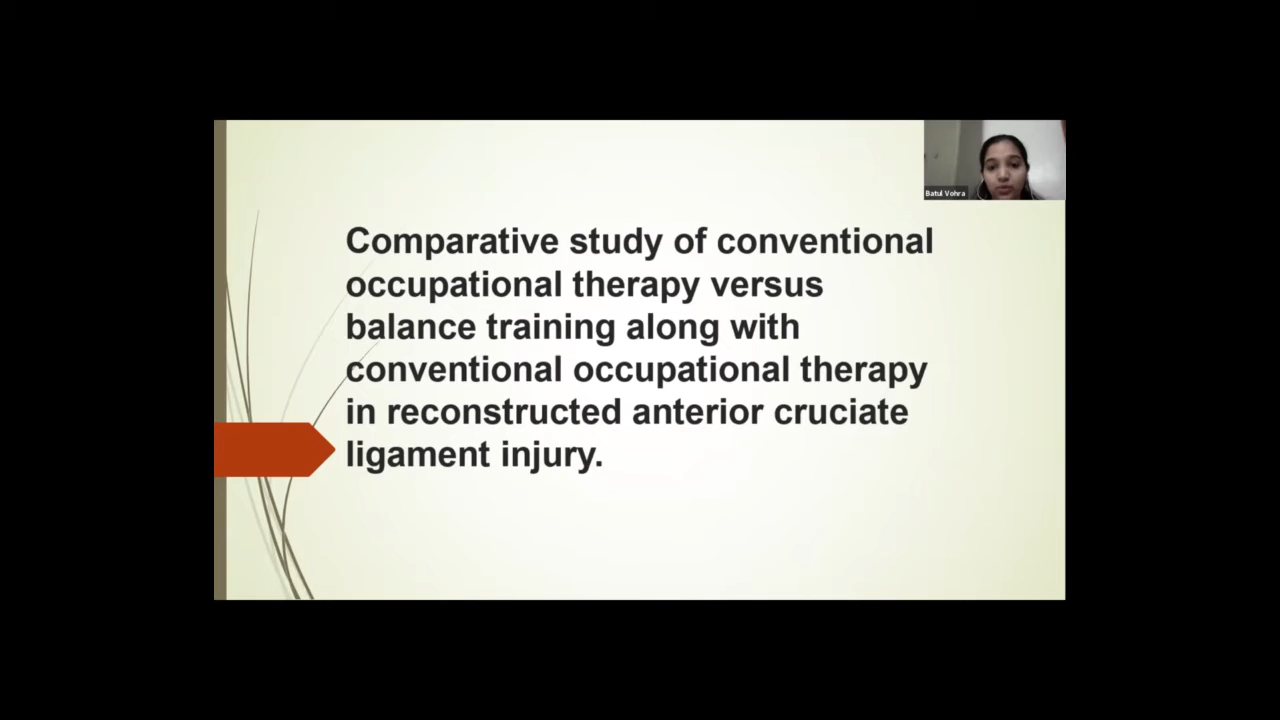 Batul Vohra
Comparative study of conventional
occupational therapy versus
balance training along with
conventional occupational therapy
in reconstructed anterior cruciate
ligament injury.